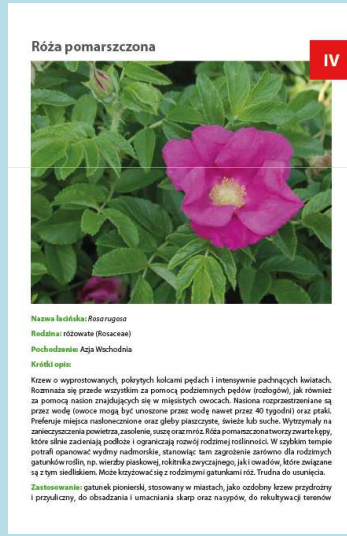 Róża pomarszczona
IV
Nazwa łacińska: Rosa rugosa
Rodzina: różowate (Rosaceae)
Pochodzenie: Azja Wschodnia
Krótki opis:
Krzew o wyprostowanych, pokrytych kolcami pędach i intensywnie pachnących kwiatach.
Rozmnaża się przede wszystkim za pomocą podziemnych pędów (rozłogów), jak również
za pomocą nasion znajdujących się w mięsistych owocach. Nasiona rozprzestrzeniane są
przez wodę (owoce mogą być unoszone przez wodę nawet przez 40 tygodni) oraz ptaki.
Preferuje miejsca nasłonecznione oraz gleby piaszczyste, świeże lub suche. Wytrzymały na
zanieczyszczenia powietrza, zasolenie, suszę oraz mróz. Róża pomarszczona tworzy zwarte kępy,
które silnie zacieniają podłoże i ograniczają rozwój rodzimej roślinności. W szybkim tempie
potrafi opanować wydmy nadmorskie, stanowiąc tam zagrożenie zarówno dla rodzimych
gatunków roślin, np. wierzby piaskowej, rokitnika zwyczajnego, jak i owadów, które związane
są z tym siedliskiem. Może krzyżować się z rodzimymi gatunkami róż. Trudna do usunięcia.
Zastosowanie: gatunek pionierski, stosowany w miastach, jako ozdobny krzew przydrożny
i przyuliczny, do obsadzania i umacniania skarp oraz nasypów, do rekultywacji terenów